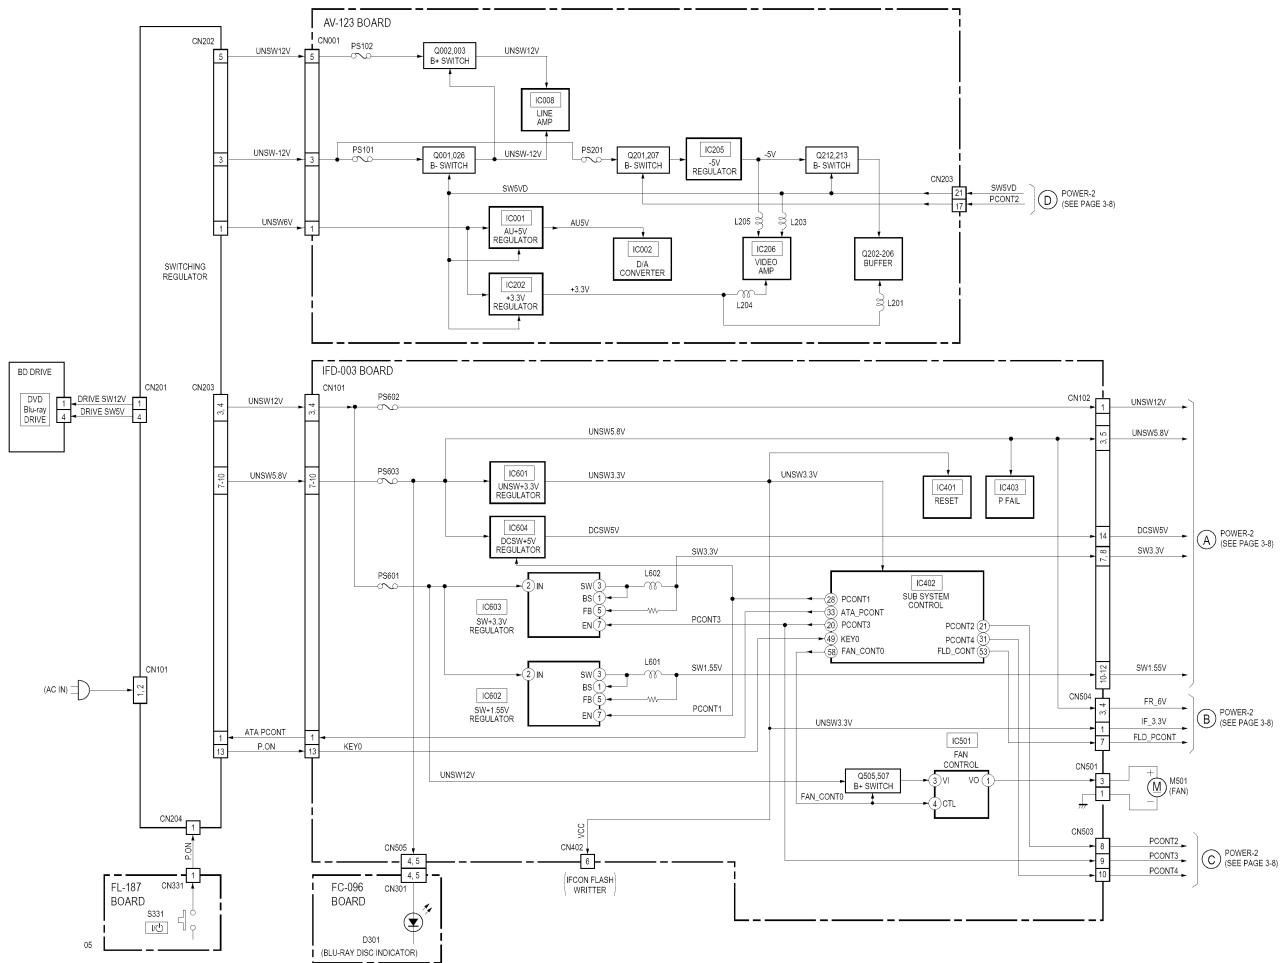 AV-123 BOARD
CN202
CN001
PS102
Q002,003
B+ SWITCH
UNSW12V
5
UNSW12V
5
IC008
LINE
AMP
3
UNSW-12V
3
PS101
Q001,026
B- SWITCH
UNSW-12V
PS201
Q201,207
B- SWITCH
IC205
-5V
REGULATOR
-5V
Q212,213
B- SWITCH
CN203
SW5VD
21
SW5VD
17
PCONT2
D
POWER-2
(SEE PAGE 3-8)
1
UNSW6V
1
IC001
AU+5V
REGULATOR
AU5V
IC002
D/A
CONVERTER
L205
L203
IC206
VIDEO
AMP
Q202-206
BUFFER
SWITCHING
REGULATOR
IC202
+3.3V
REGULATOR
+3.3V
L204
L201
BD DRIVE
DVD
Blu-ray
DRIVE
1
4
DRIVE SW12V
DRIVE SW5V
CN201
1
4
CN203
IFD-003 BOARD
CN101
3, 4
UNSW12V
3, 4
PS602
CN102
1
UNSW12V
UNSW5.8V
3, 5
UNSW5.8V
7-10
UNSW5.8V
7-10
PS603
IC601
UNSW+3.3V
REGULATOR
UNSW3.3V
UNSW3.3V
IC401
RESET
IC403
P FAIL
IC604
DCSW+5V
REGULATOR
DCSW5V
14
DCSW5V
SW3.3V
7, 8
SW3.3V
A
POWER-2
(SEE PAGE 3-8)
PS601
2
IN
SW
3
BS
1
FB
5
EN
7
L602
IC603
SW+3.3V
REGULATOR
PCONT3
IC402
SUB SYSTEM
CONTROL
28
PCONT1
33
ATA_PCONT
20
PCONT3
49
KEY0
58
FAN_CONT0
PCONT2
21
PCONT4
31
FLD_CONT
53
2
IN
SW
3
BS
1
FB
5
EN
7
L601
SW1.55V
10-12
SW1.55V
IC602
SW+1.55V
REGULATOR
PCONT1
CN504
3, 4
FR_6V
1
IF_3.3V
7
FLD_PCONT
B
POWER-2
(SEE PAGE 3-8)
(AC IN)
CN101
1, 2
1
ATA PCONT
1
13
P.ON
13
KEY0
UNSW3.3V
IC501
FAN
CONTROL
UNSW12V
Q505,507
B+ SWITCH
3
VI
VO
1
4
CTL
FAN_CONT0
CN501
3
1
+
M
−
M501
(FAN)
CN204
1
P.ON
VCC
CN505
4, 5
CN402
6
(IFCON FLASH
WRITTER)
CN503
8
PCONT2
9
PCONT3
10
PCONT4
C
POWER-2
(SEE PAGE 3-8)
FL-187
BOARD
CN331
1
S331
I/⏻
05
FC-096
BOARD
CN301
4, 5
D301
(BLU-RAY DISC INDICATOR)